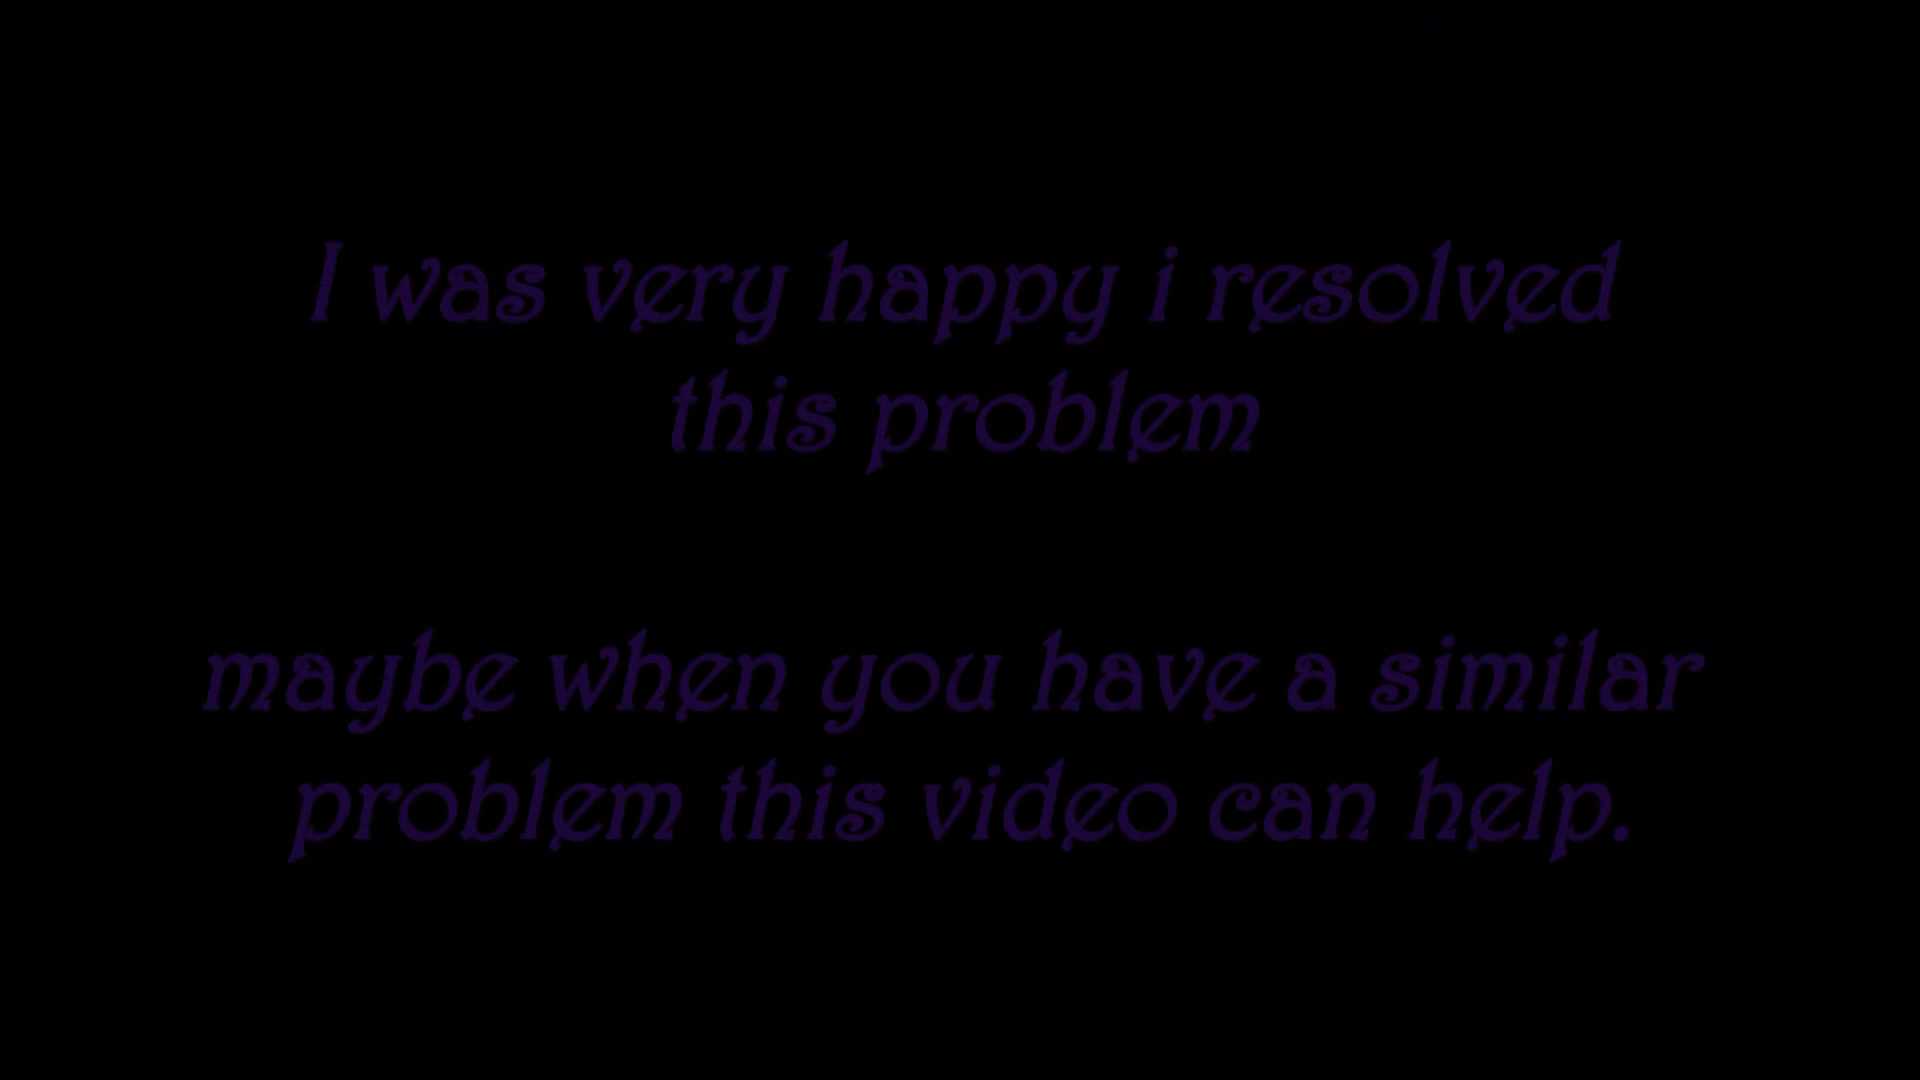 I was very happy i resolved
this problem
maybe when you have a similar
problem this video can help.